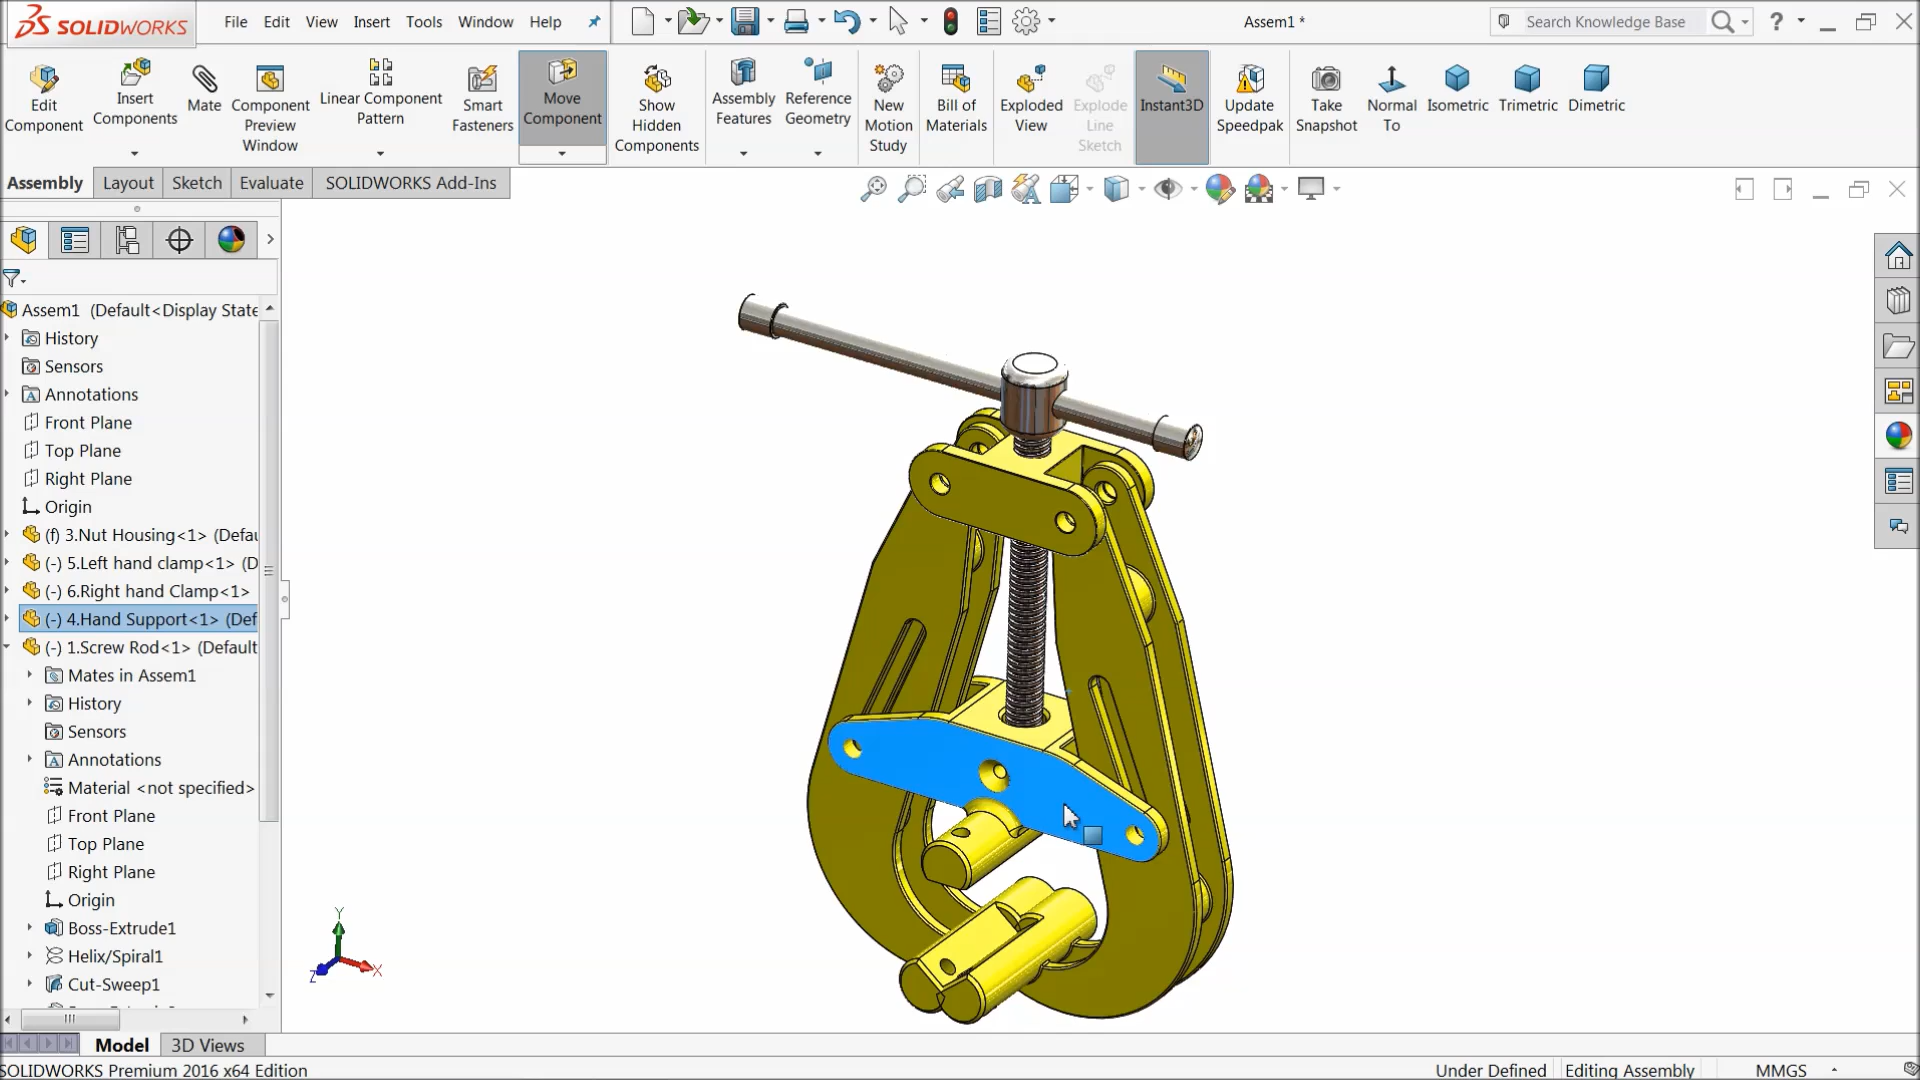 SOLIDWORKS
File Edit View Insert Tools Window Help
Assem1 *
Search Knowledge Base
?
Edit Component
Insert Components
Mate
Component Preview Window
Linear Component Pattern
Smart Fasteners
Move Component
Show Hidden Components
Assembly Features
Reference Geometry
New Motion Study
Bill of Materials
Exploded View
Explode Line Sketch
Instant3D
Update Speedpak
Take Snapshot
Normal To
Isometric
Trimetric
Dimetric
Assembly Layout Sketch Evaluate SOLIDWORKS Add-Ins
Assem1 (Default<Display State
History
Sensors
Annotations
Front Plane
Top Plane
Right Plane
Origin
(f) 3.Nut Housing<1> (Defau
(-) 5.Left hand clamp<1> (D
(-) 6.Right hand Clamp<1>
(-) 4.Hand Support<1> (Def
(-) 1.Screw Rod<1> (Default
Mates in Assem1
History
Sensors
Annotations
Material <not specified>
Front Plane
Top Plane
Right Plane
Origin
Boss-Extrude1
Helix/Spiral1
Cut-Sweep1
Y
X
Z
Model 3D Views
SOLIDWORKS Premium 2016 x64 Edition
Under Defined Editing Assembly MMGS